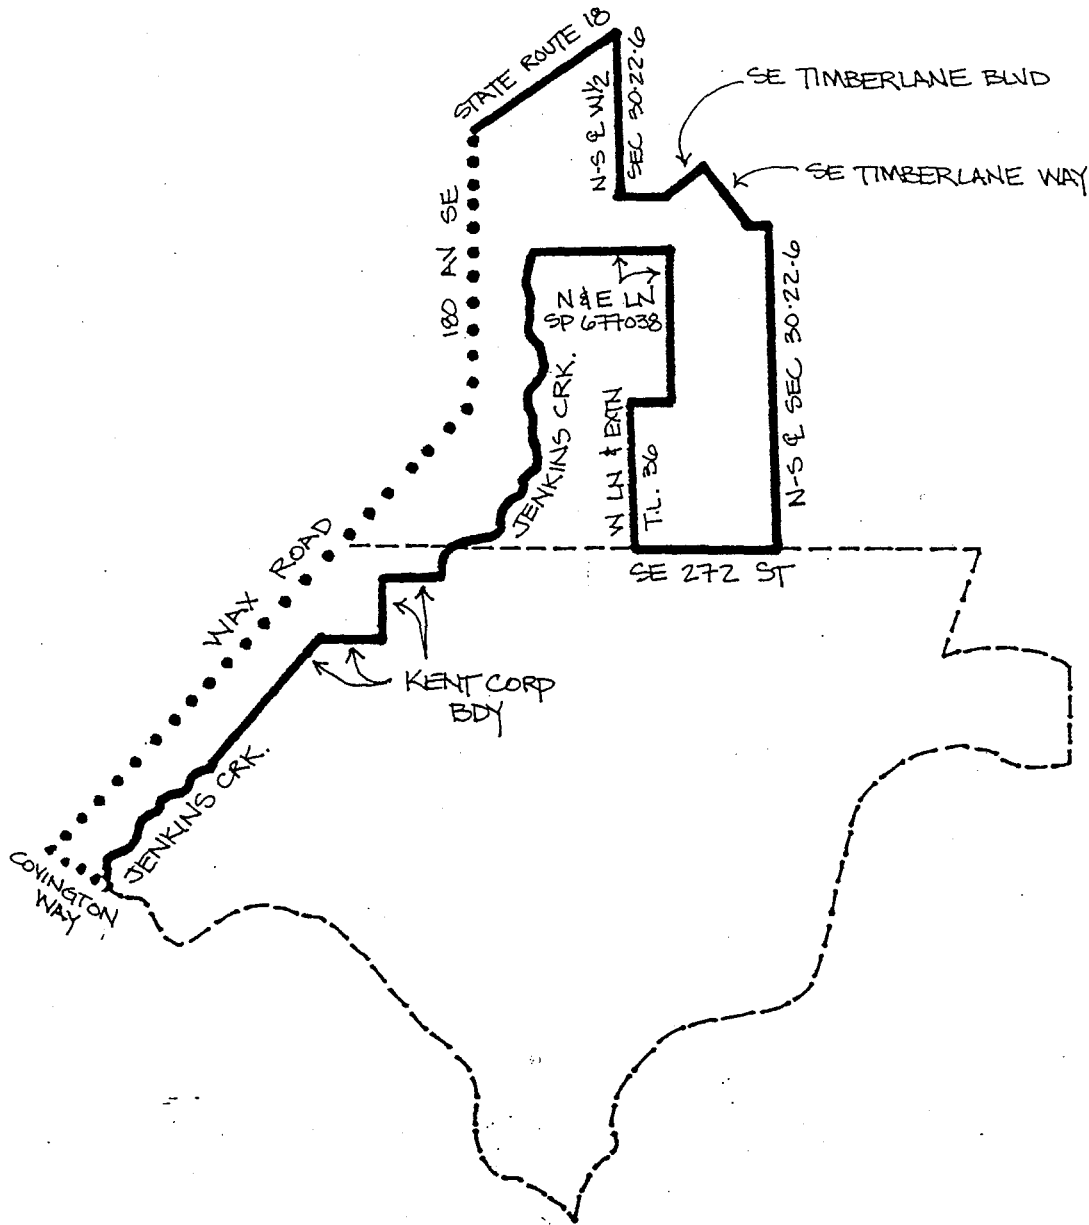 STATE ROUTE 18
N-S ℄ W½
SEC 30·22·6
SE TIMBERLANE BLVD
SE TIMBERLANE WAY
180 AV SE
N & E LN
SP 677038
JENKINS CRK.
W LN & EXTN
T.L. 36
N-S ℄ SEC 30·22·6
WAX ROAD
SE 272 ST
KENT CORP
BDY
JENKINS CRK.
COVINGTON
WAY